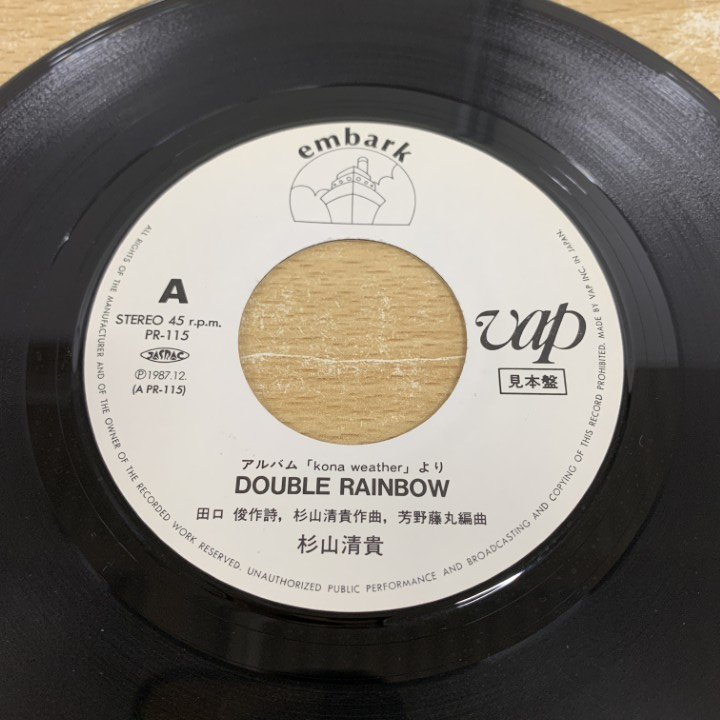 embark
A
STEREO 45 r.p.m.
PR-115
JASRAC
Ⓟ1987.12.
(A PR-115)
vap
見本盤
アルバム「kona weather」より
DOUBLE RAINBOW
田口 俊作詩, 杉山清貴作曲, 芳野藤丸編曲
杉山清貴
ALL RIGHTS OF THE MANUFACTURER AND OF THE OWNER OF THE RECORDED WORK RESERVED. UNAUTHORIZED PUBLIC PERFORMANCE AND BROADCASTING AND COPYING OF THIS RECORD PROHIBITED. MADE BY VAP INC. IN JAPAN.